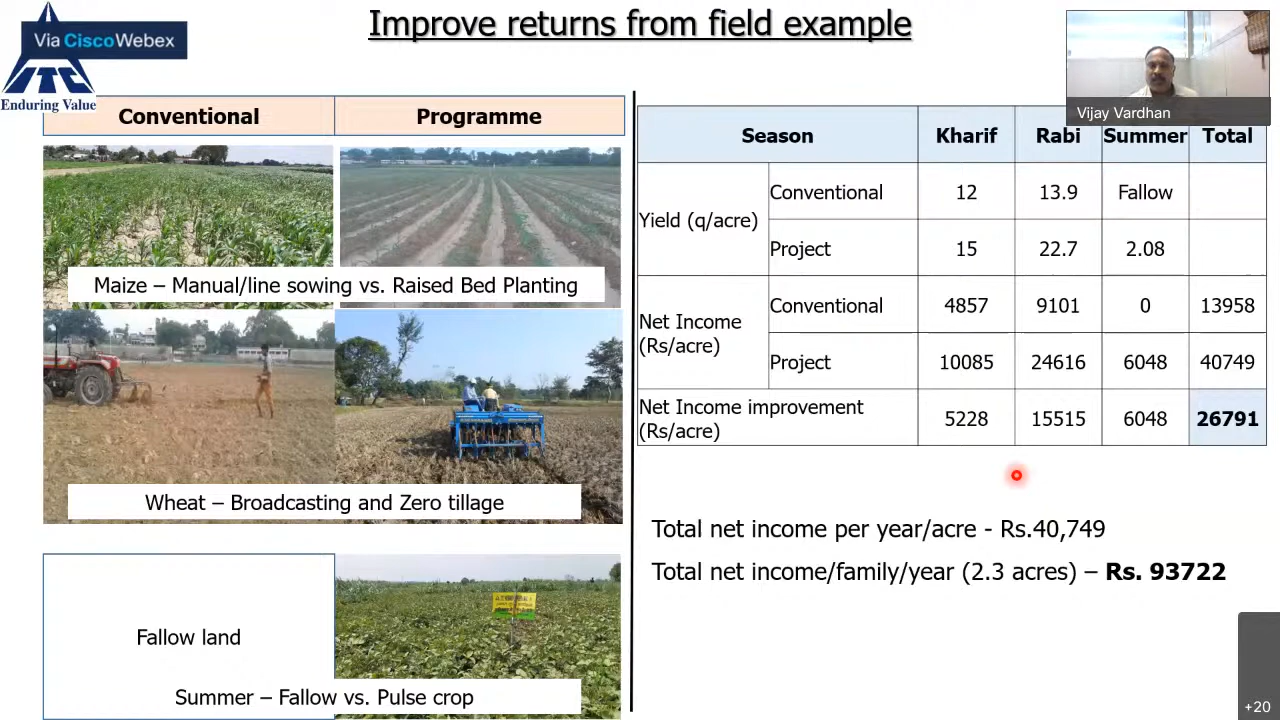 Improve returns from field example
Via Cisco Webex
ITC
Enduring Value
Vijay Vardhan
Conventional Programme
Maize – Manual/line sowing vs. Raised Bed Planting
Wheat – Broadcasting and Zero tillage
Fallow land
Summer – Fallow vs. Pulse crop
Season Kharif Rabi Summer Total
Yield (q/acre)
Conventional 12 13.9 Fallow
Project 15 22.7 2.08
Net Income
(Rs/acre)
Conventional 4857 9101 0 13958
Project 10085 24616 6048 40749
Net Income improvement
(Rs/acre)
5228 15515 6048 26791
Total net income per year/acre - Rs.40,749
Total net income/family/year (2.3 acres) – Rs. 93722
+20